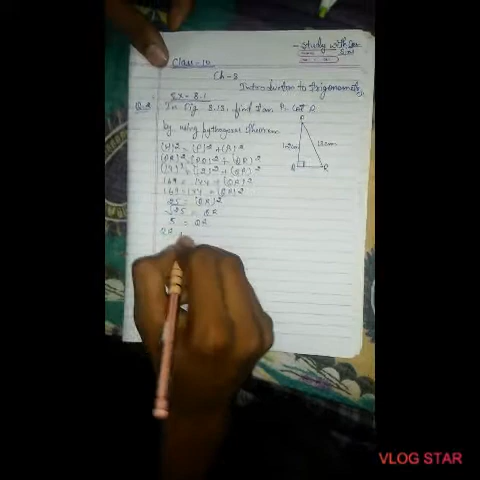 Study with
Class - 10
Ch - 8
Introduction to Trigonometry
Ex - 8.1
Q.2 In fig 8.13, find Tan P - Cot R
by using pythagoras Theorem
(H)² = (P)² + (B)²
(PR)² = (PQ)² + (QR)²
(13)² = (12)² + (QR)²
169 = 144 + (QR)²
169 - 144 = (QR)²
25 = (QR)²
√25 = QR
5 = QR
12cm
13cm
Q
R
VLOG STAR